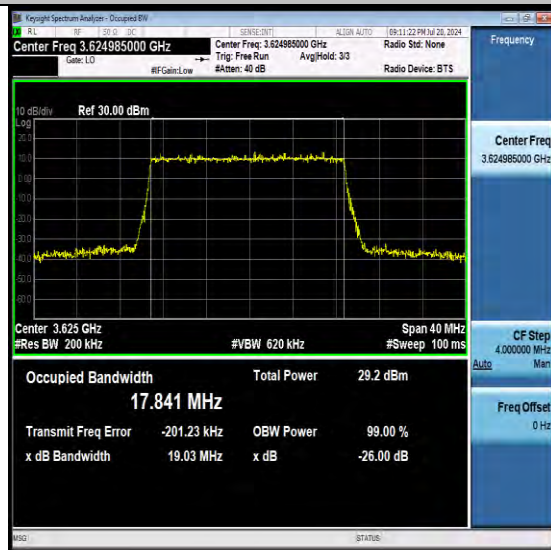 Keysight Spectrum Analyzer - Occupied BW
RL RF 50 Ω DC SENSE:INT ALIGN AUTO 09:11:22 PM Jul 20, 2024
Center Freq 3.624985000 GHz
Center Freq: 3.624985000 GHz
Radio Std: None
Gate: LO
Trig: Free Run Avg|Hold: 3/3
#IFGain:Low
#Atten: 40 dB
Radio Device: BTS
10 dB/div Ref 30.00 dBm
Log
20.0
10.0
0.00
-10.0
-20.0
-30.0
-40.0
-50.0
-60.0
Center 3.625 GHz
Span 40 MHz
#Res BW 200 kHz
#VBW 620 kHz
#Sweep 100 ms
Occupied Bandwidth
Total Power 29.2 dBm
17.841 MHz
Transmit Freq Error -201.23 kHz OBW Power 99.00 %
x dB Bandwidth 19.03 MHz x dB -26.00 dB
MSG
STATUS
Frequency
Center Freq
3.624985000 GHz
CF Step
4.000000 MHz
Auto Man
Freq Offset
0 Hz